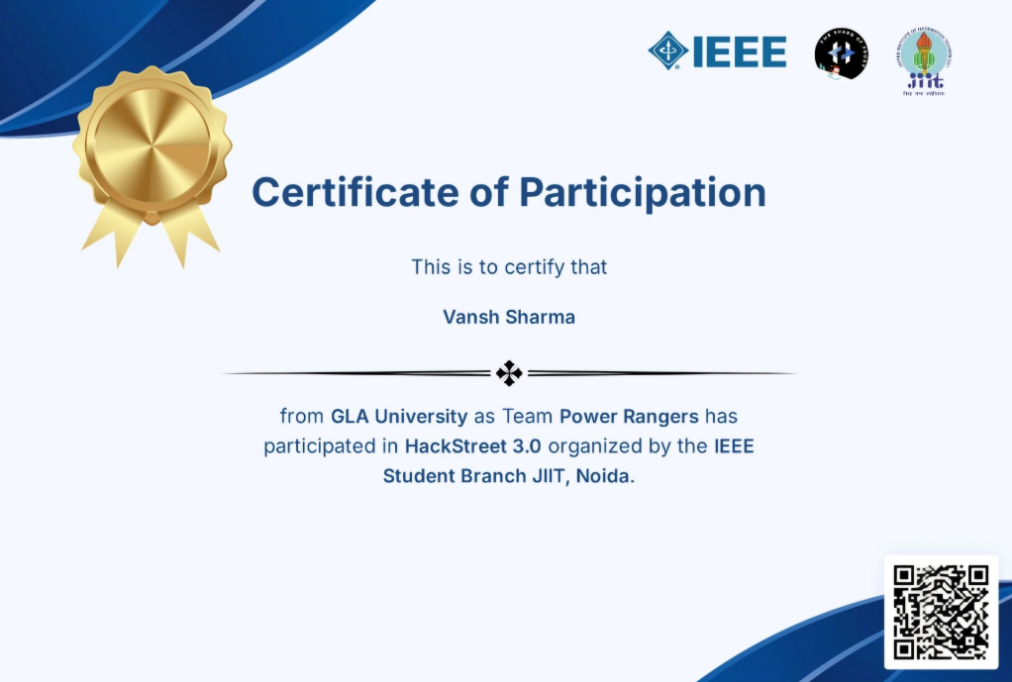 IEEE
jiit
Certificate of Participation
This is to certify that
Vansh Sharma
from GLA University as Team Power Rangers has
participated in HackStreet 3.0 organized by the IEEE
Student Branch JIIT, Noida.